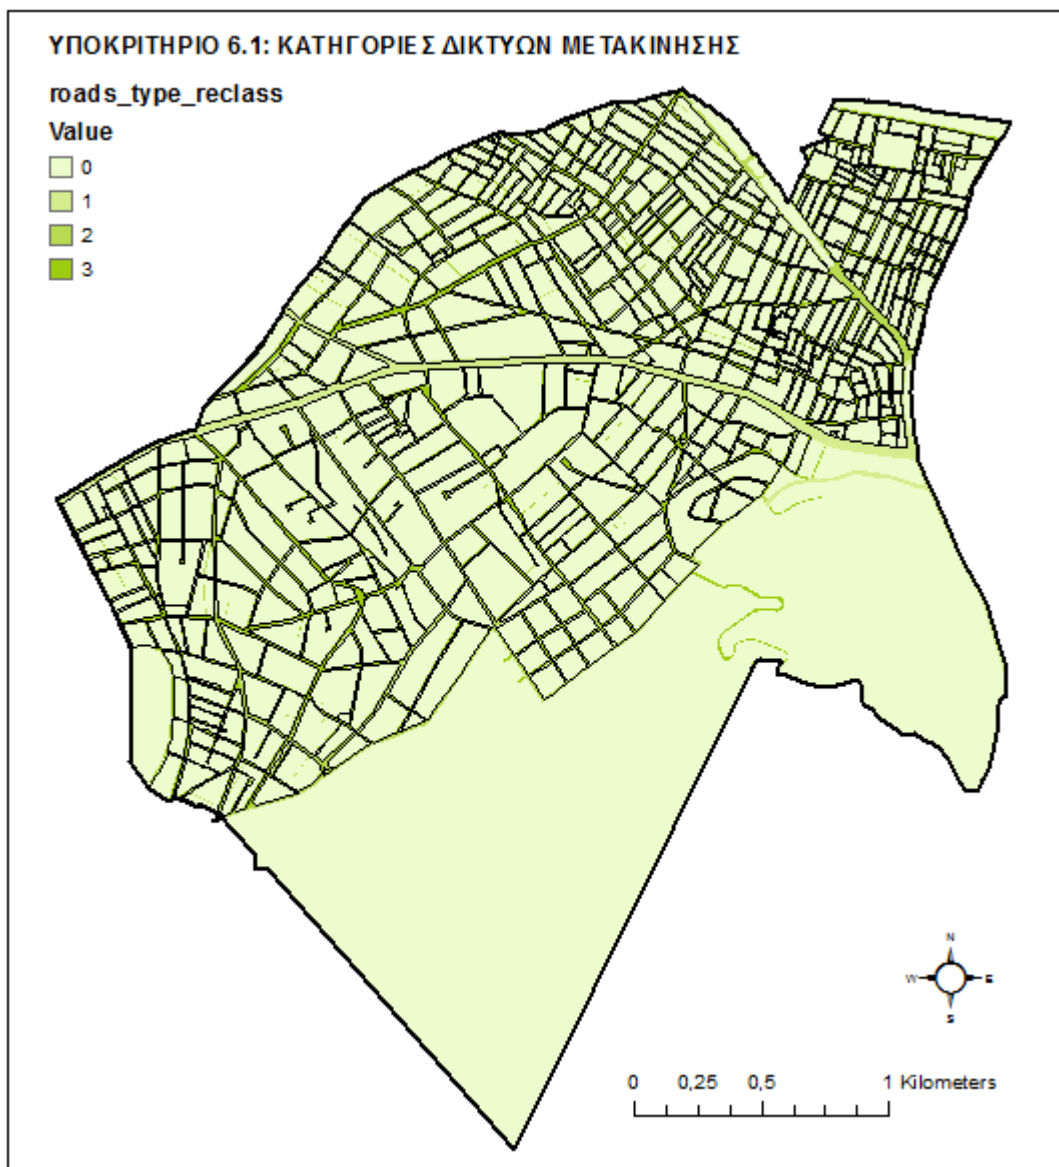 ΥΠΟΚΡΙΤΗΡΙΟ 6.1: ΚΑΤΗΓΟΡΙΕΣ ΔΙΚΤΥΩΝ ΜΕΤΑΚΙΝΗΣΗΣ
roads_type_reclass
Value
0
1
2
3
N
W E
S
0 0,25 0,5 1 Kilometers